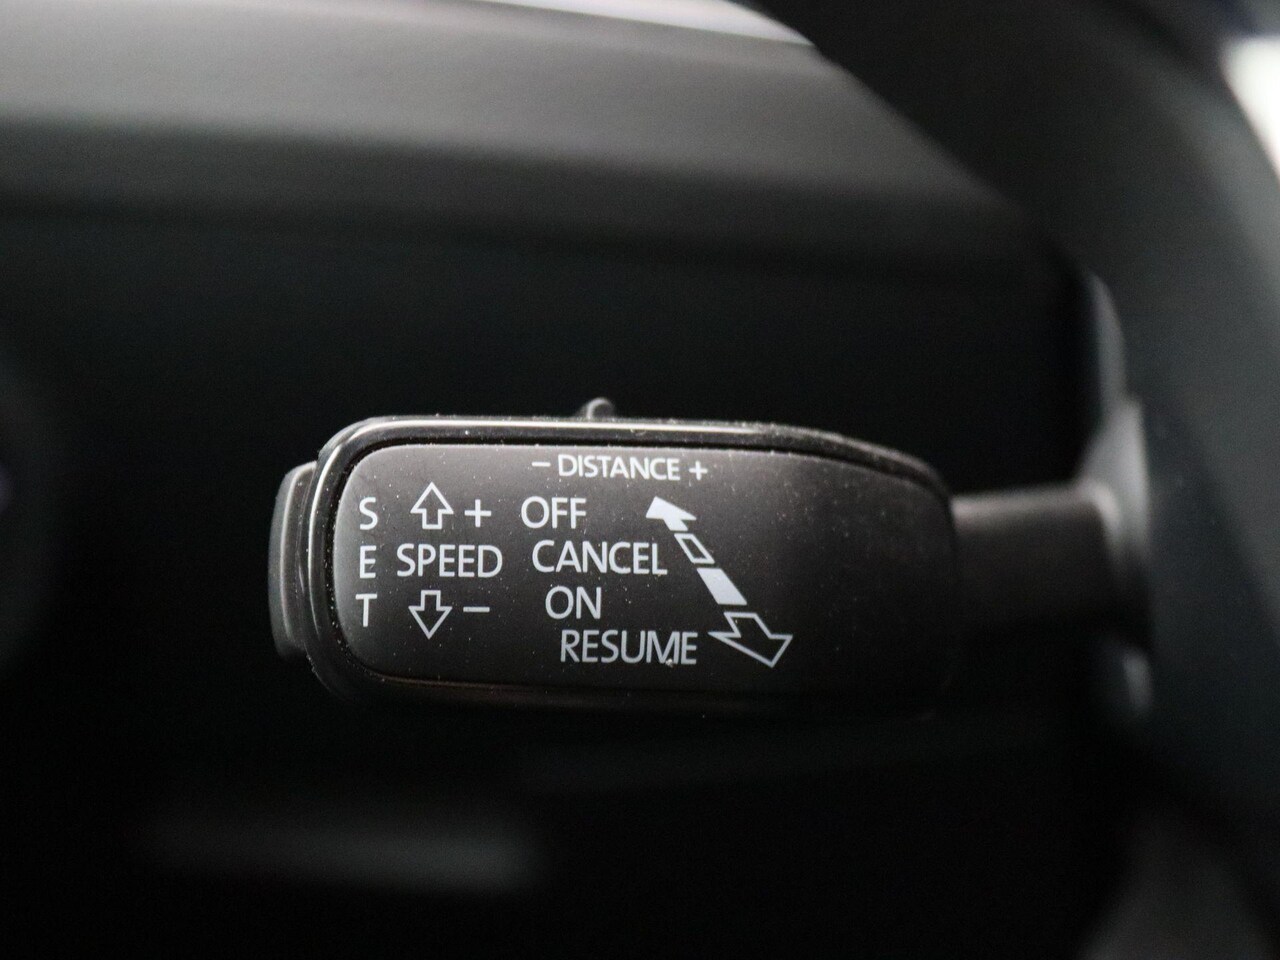 - DISTANCE +
S + OFF
E SPEED CANCEL
T - ON
RESUME